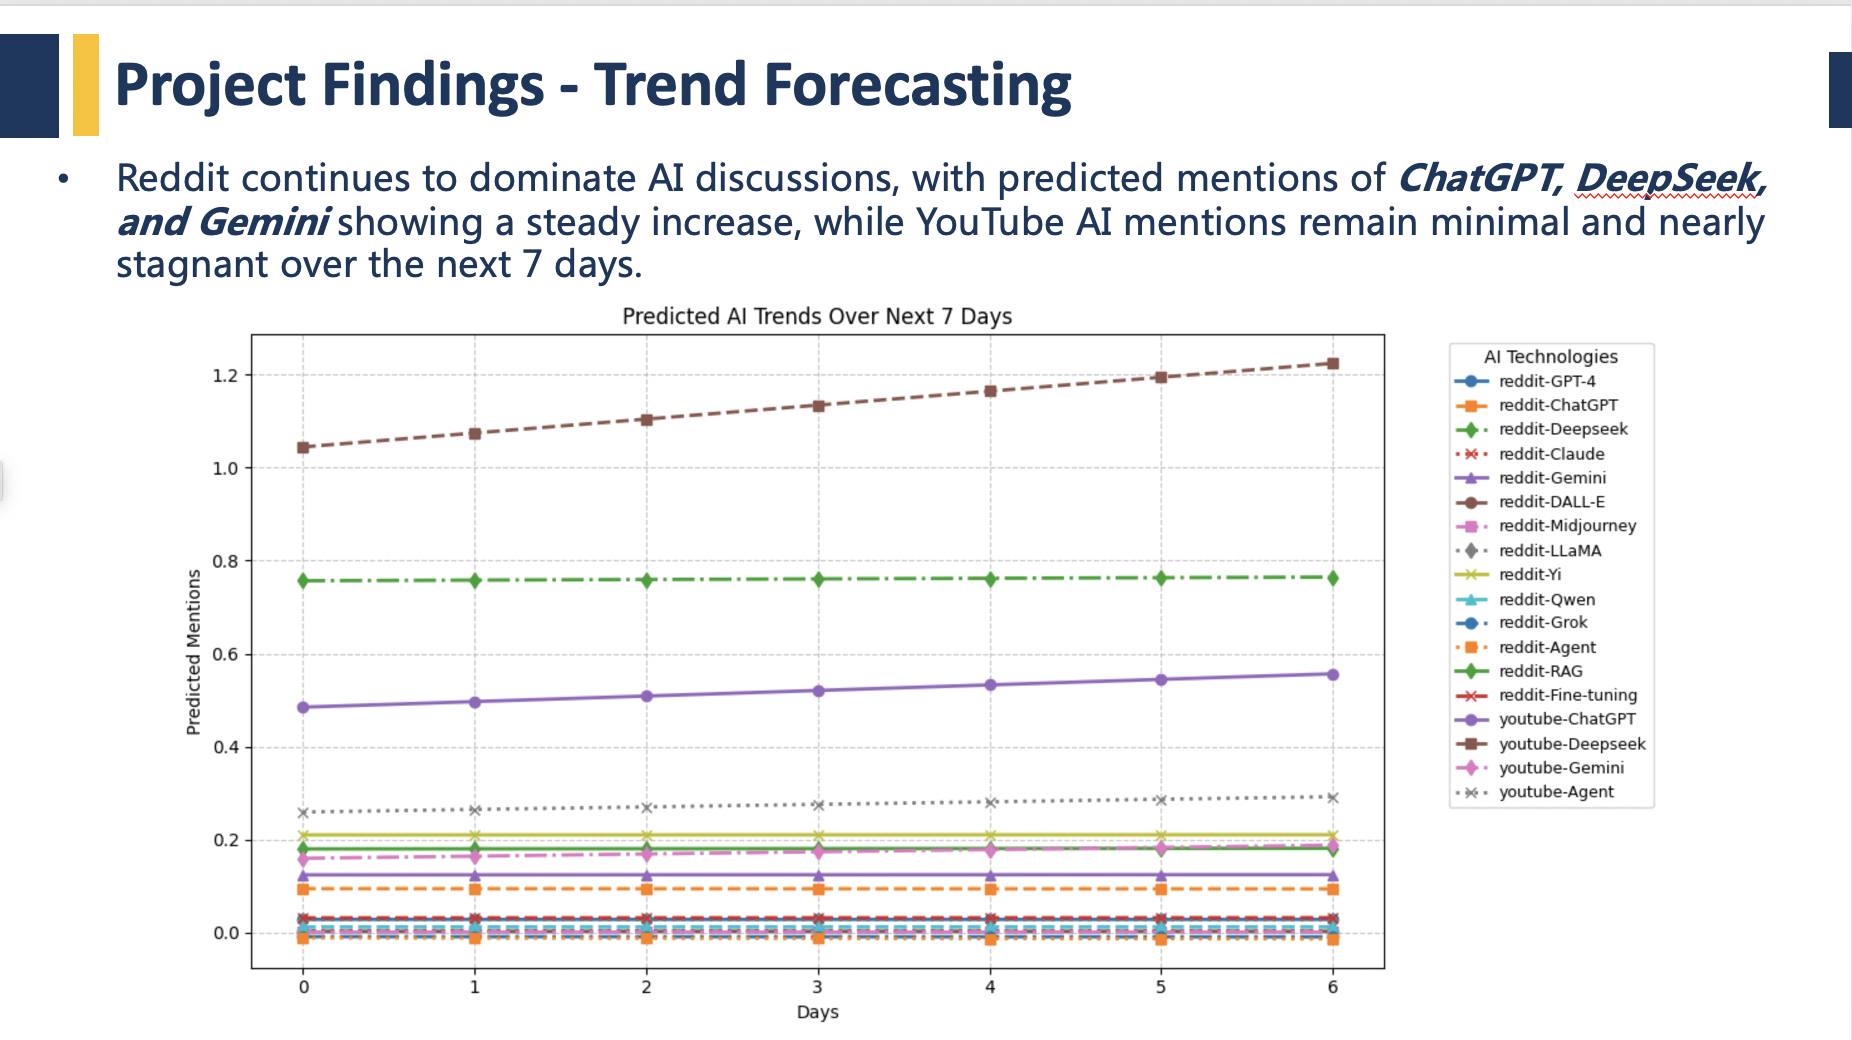 Project Findings - Trend Forecasting
• Reddit continues to dominate AI discussions, with predicted mentions of ChatGPT, DeepSeek,
and Gemini showing a steady increase, while YouTube AI mentions remain minimal and nearly
stagnant over the next 7 days.
Predicted AI Trends Over Next 7 Days
Predicted Mentions
1.2
1.0
0.8
0.6
0.4
0.2
0.0
0 1 2 3 4 5 6
Days
AI Technologies
reddit-GPT-4
reddit-ChatGPT
reddit-Deepseek
reddit-Claude
reddit-Gemini
reddit-DALL-E
reddit-Midjourney
reddit-LLaMA
reddit-Yi
reddit-Qwen
reddit-Grok
reddit-Agent
reddit-RAG
reddit-Fine-tuning
youtube-ChatGPT
youtube-Deepseek
youtube-Gemini
youtube-Agent